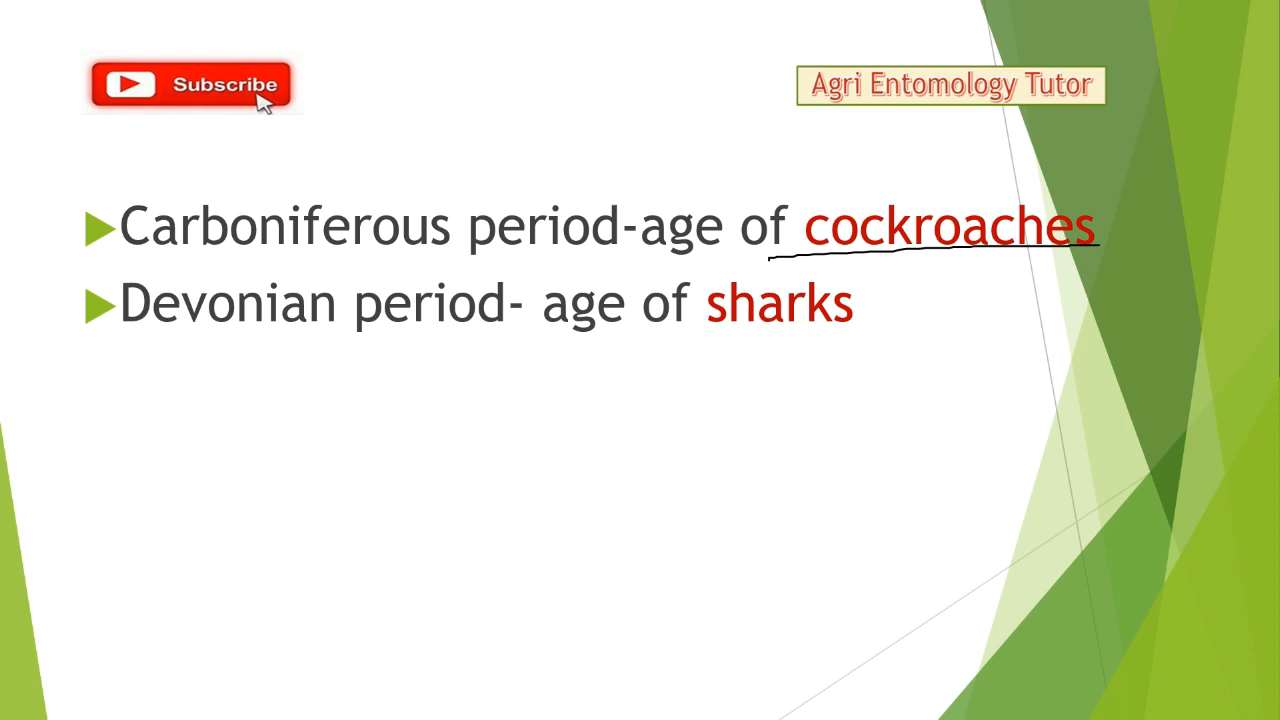 Subscribe
Agri Entomology Tutor
Carboniferous period-age of cockroaches
Devonian period- age of sharks